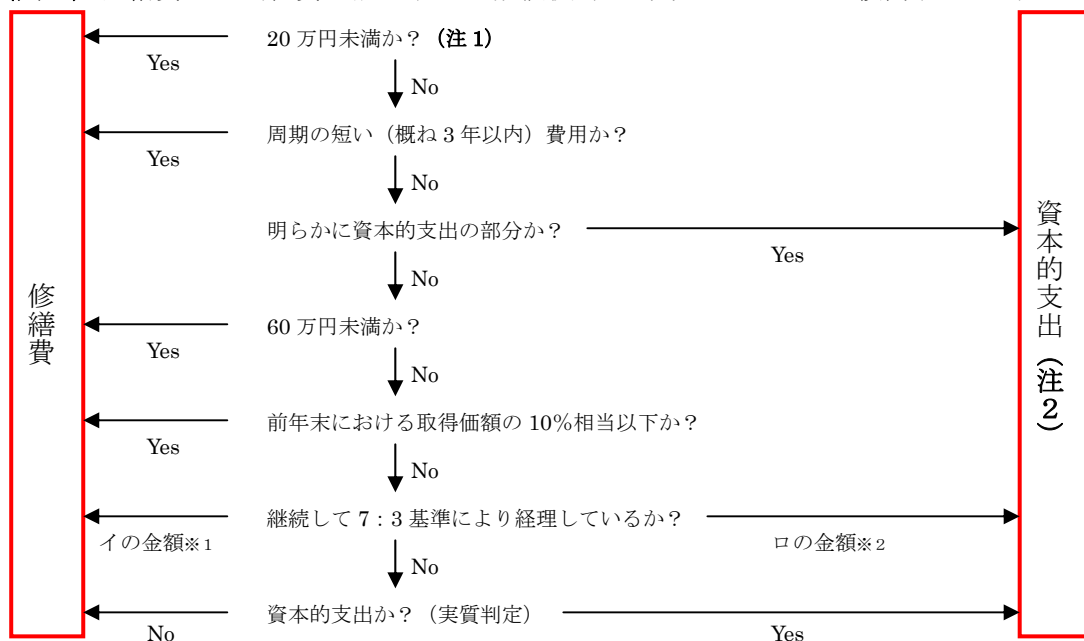 20 万円未満か？ (注 1)
Yes
No
周期の短い（概ね 3 年以内）費用か？
Yes
No
明らかに資本的支出の部分か？
Yes
No
60 万円未満か？
Yes
No
前年末における取得価額の 10％相当以下か？
Yes
No
継続して 7：3 基準により経理しているか？
イの金額※1
ロの金額※2
No
資本的支出か？（実質判定）
No
Yes
修繕費
資本的支出（注２）